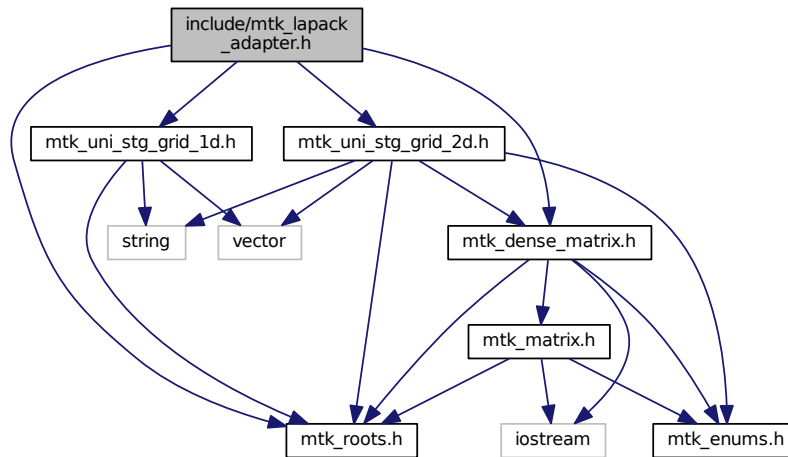 include/mtk_lapack
_adapter.h
mtk_uni_stg_grid_1d.h
mtk_uni_stg_grid_2d.h
string
vector
mtk_dense_matrix.h
mtk_matrix.h
mtk_roots.h
iostream
mtk_enums.h